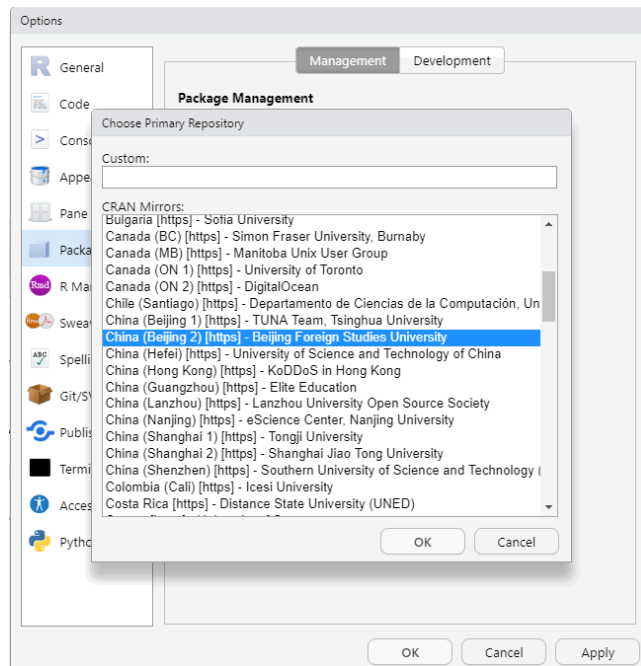 Options
General
Code
Conso
Appe
Pane
Packa
R Mar
Sweav
Spelli
Git/SV
Publis
Termi
Acces
Pytho
Management
Development
Package Management
Choose Primary Repository
Custom:
CRAN Mirrors:
Bulgaria [https] - Sofia University
Canada (BC) [https] - Simon Fraser University, Burnaby
Canada (MB) [https] - Manitoba Unix User Group
Canada (ON 1) [https] - University of Toronto
Canada (ON 2) [https] - DigitalOcean
Chile (Santiago) [https] - Departamento de Ciencias de la Computación, Un
China (Beijing 1) [https] - TUNA Team, Tsinghua University
China (Beijing 2) [https] - Beijing Foreign Studies University
China (Hefei) [https] - University of Science and Technology of China
China (Hong Kong) [https] - KoDDoS in Hong Kong
China (Guangzhou) [https] - Elite Education
China (Lanzhou) [https] - Lanzhou University Open Source Society
China (Nanjing) [https] - eScience Center, Nanjing University
China (Shanghai 1) [https] - Tongji University
China (Shanghai 2) [https] - Shanghai Jiao Tong University
China (Shenzhen) [https] - Southern University of Science and Technology (
Colombia (Cali) [https] - Icesi University
Costa Rica [https] - Distance State University (UNED)
OK
Cancel
OK
Cancel
Apply